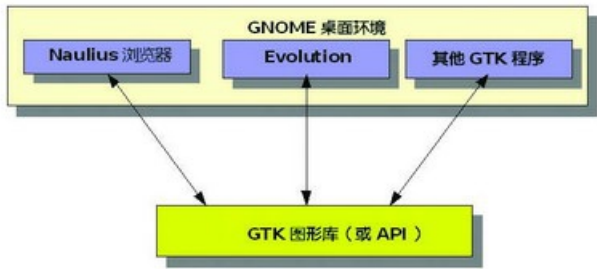 GNOME 桌面环境
Naulius 浏览器
Evolution
其他 GTK 程序
GTK 图形库（或 API ）